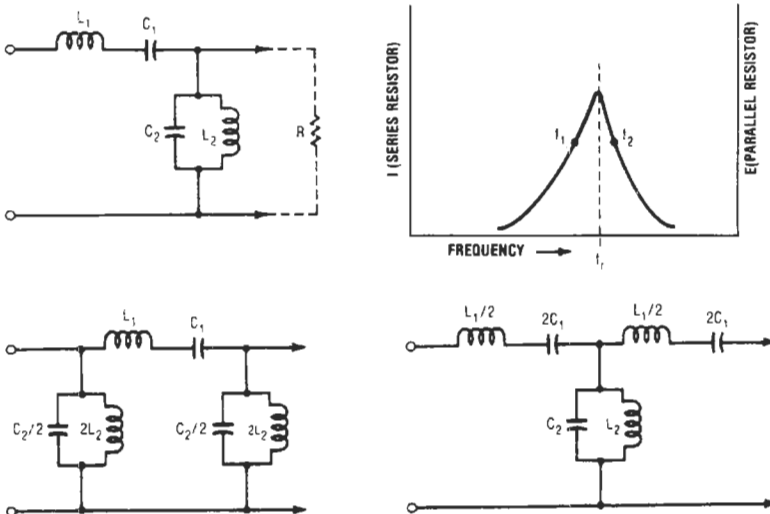 L₁
C₁
C₂
L₂
R
I (SERIES RESISTOR)
f₁
f₂
E(PARALLEL RESISTOR)
FREQUENCY
fᵣ
L₁
C₁
C₂/2
2L₂
C₂/2
2L₂
L₁/2
2C₁
L₁/2
2C₁
C₂
L₂